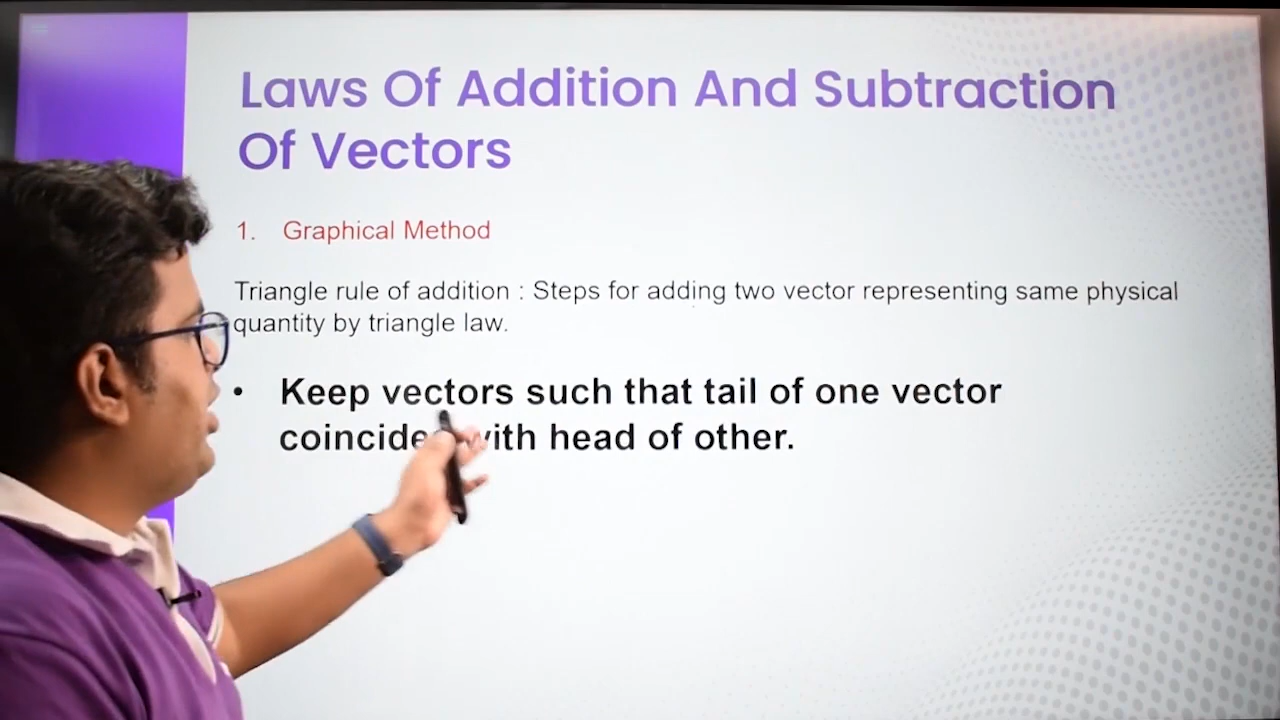 Laws Of Addition And Subtraction
Of Vectors
1. Graphical Method
Triangle rule of addition : Steps for adding two vector representing same physical
quantity by triangle law.
• Keep vectors such that tail of one vector
coincide with head of other.